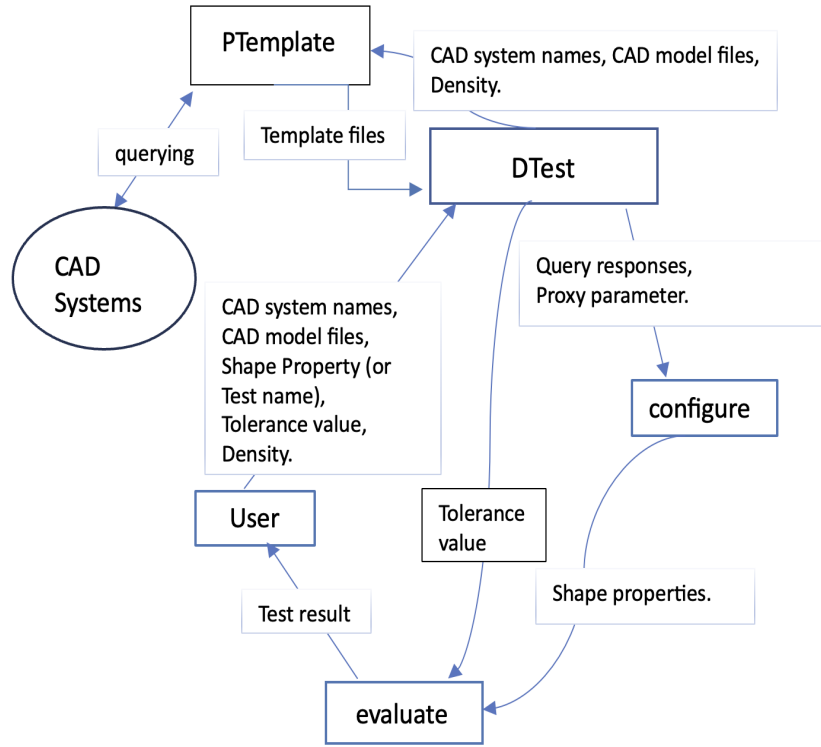 PTemplate
CAD system names, CAD model files,
Density.
Template files
querying
DTest
CAD
Systems
Query responses,
Proxy parameter.
CAD system names,
CAD model files,
Shape Property (or
Test name),
Tolerance value,
Density.
configure
User
Tolerance
value
Shape properties.
Test result
evaluate